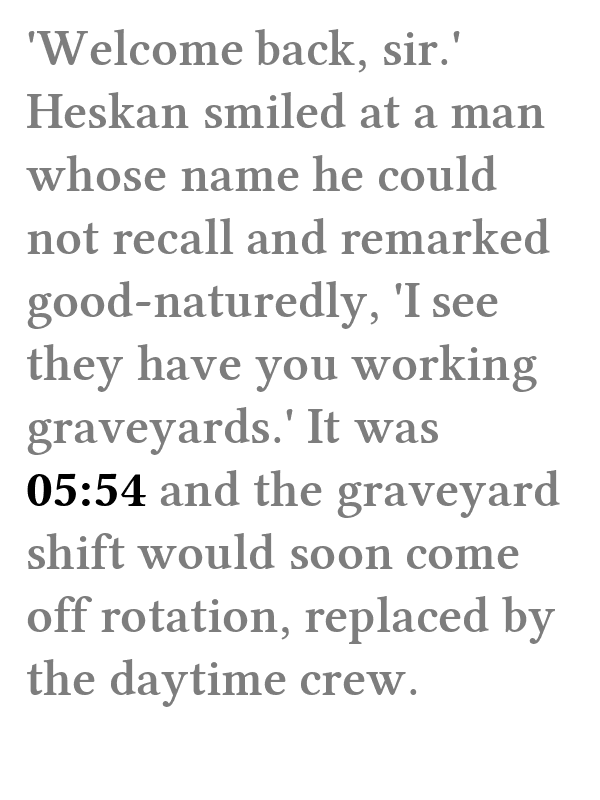 'Welcome back, sir.'
Heskan smiled at a man
whose name he could
not recall and remarked
good-naturedly, 'I see
they have you working
graveyards.' It was
05:54 and the graveyard
shift would soon come
off rotation, replaced by
the daytime crew.